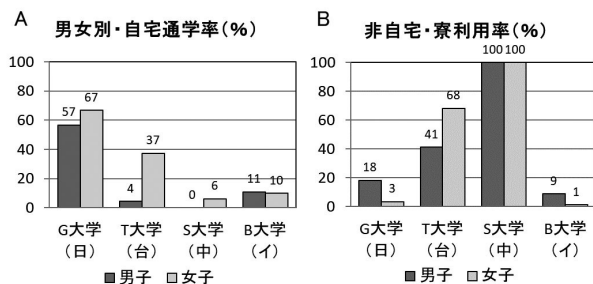 A
男女別・自宅通学率(%)
100
80
60
40
20
0
57
67
4
37
0
6
11
10
G大学
(日)
T大学
(台)
S大学
(中)
B大学
(イ)
■男子 □女子
B
非自宅・寮利用率(%)
100
80
60
40
20
0
18
3
41
68
100
100
9
1
G大学
(日)
T大学
(台)
S大学
(中)
B大学
(イ)
■男子 □女子